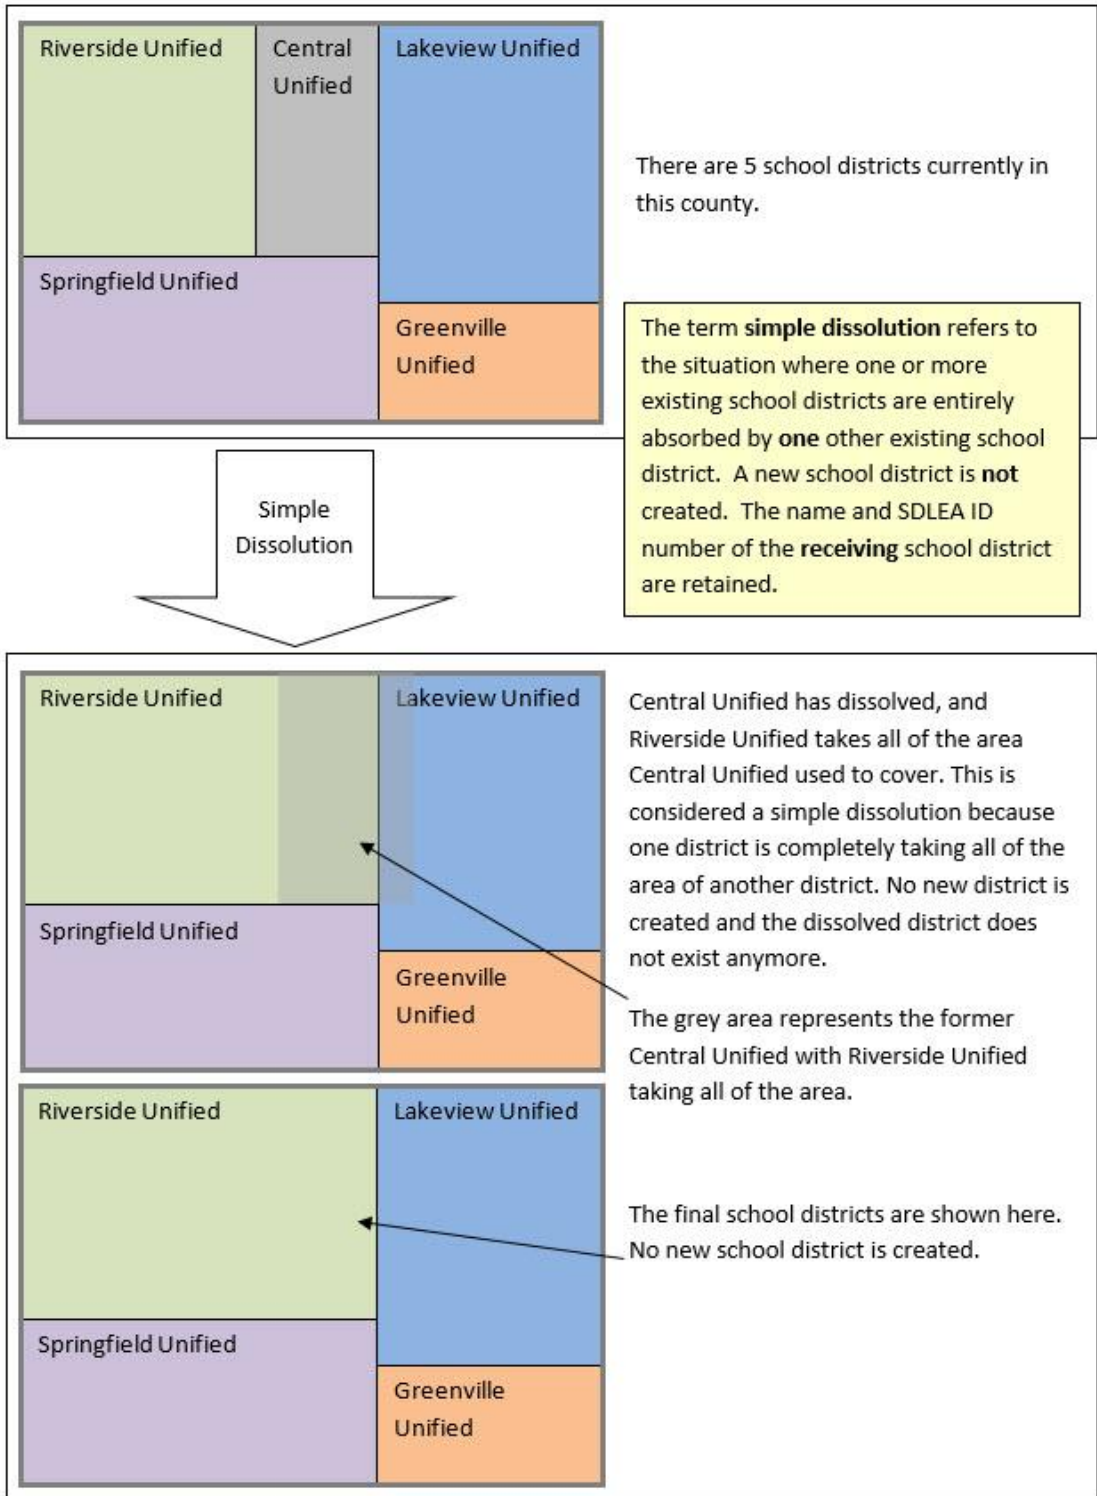 Riverside Unified
Central
Unified
Lakeview Unified
Springfield Unified
Greenville
Unified
There are 5 school districts currently in
this county.
The term simple dissolution refers to
the situation where one or more
existing school districts are entirely
absorbed by one other existing school
district.  A new school district is not
created.  The name and SDLEA ID
number of the receiving school district
are retained.
Simple
Dissolution
Riverside Unified
Lakeview Unified
Springfield Unified
Greenville
Unified
Central Unified has dissolved, and
Riverside Unified takes all of the area
Central Unified used to cover. This is
considered a simple dissolution because
one district is completely taking all of the
area of another district. No new district is
created and the dissolved district does
not exist anymore.
The grey area represents the former
Central Unified with Riverside Unified
taking all of the area.
Riverside Unified
Lakeview Unified
Springfield Unified
Greenville
Unified
The final school districts are shown here.
No new school district is created.